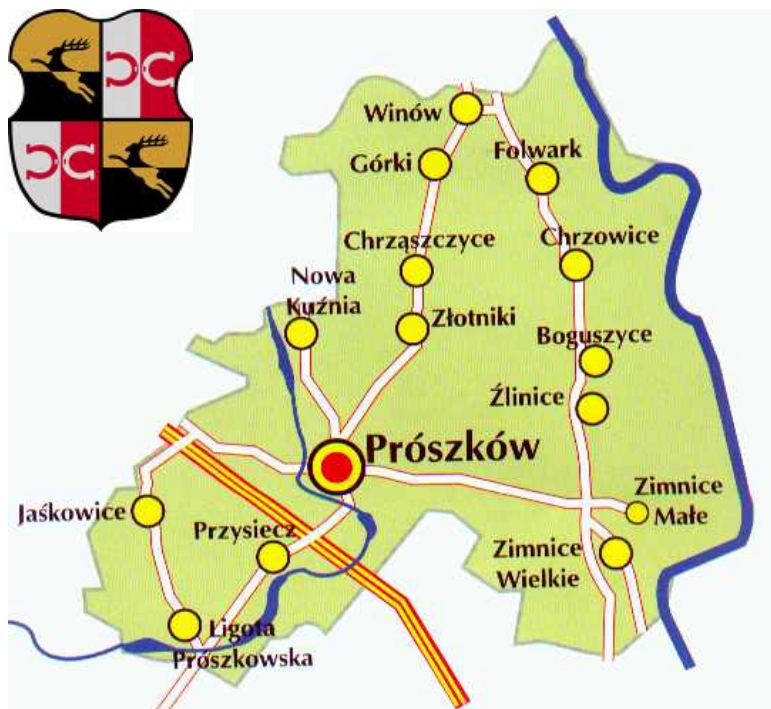 Winów
Górki
Folwark
Chrząszczyce
Chrzowice
Nowa
Kuźnia
Złotniki
Boguszyce
Źlinice
Prószków
Jaśkowice
Przysiecz
Zimnice
Małe
Zimnice
Wielkie
Ligota
Prószkowska